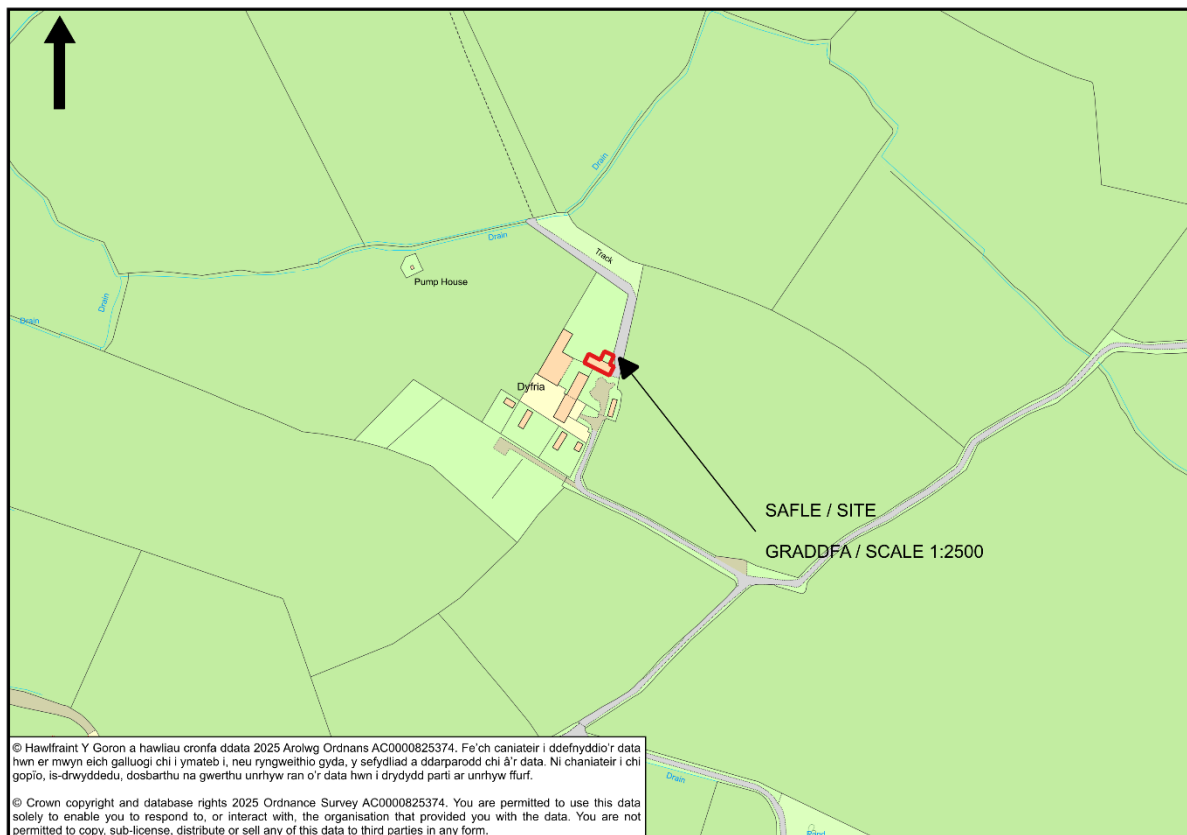 Drain
Drain
Track
Pump House
Drain
Drain
Dyfria
SAFLE / SITE
GRADDFA / SCALE 1:2500
© Hawlfraint Y Goron a hawliau cronfa ddata 2025 Arolwg Ordnans AC0000825374. Fe'ch caniateir i ddefnyddio'r data
hwn er mwyn eich galluogi chi i ymateb i, neu ryngweithio gyda, y sefydliad a ddarparodd chi â'r data. Ni chaniateir i chi
gopïo, is-drwyddedu, dosbarthu na gwerthu unrhyw ran o'r data hwn i drydydd parti ar unrhyw ffurf.
© Crown copyright and database rights 2025 Ordnance Survey AC0000825374. You are permitted to use this data
solely to enable you to respond to, or interact with, the organisation that provided you with the data. You are not
permitted to copy, sub-license, distribute or sell any of this data to third parties in any form.
Drain